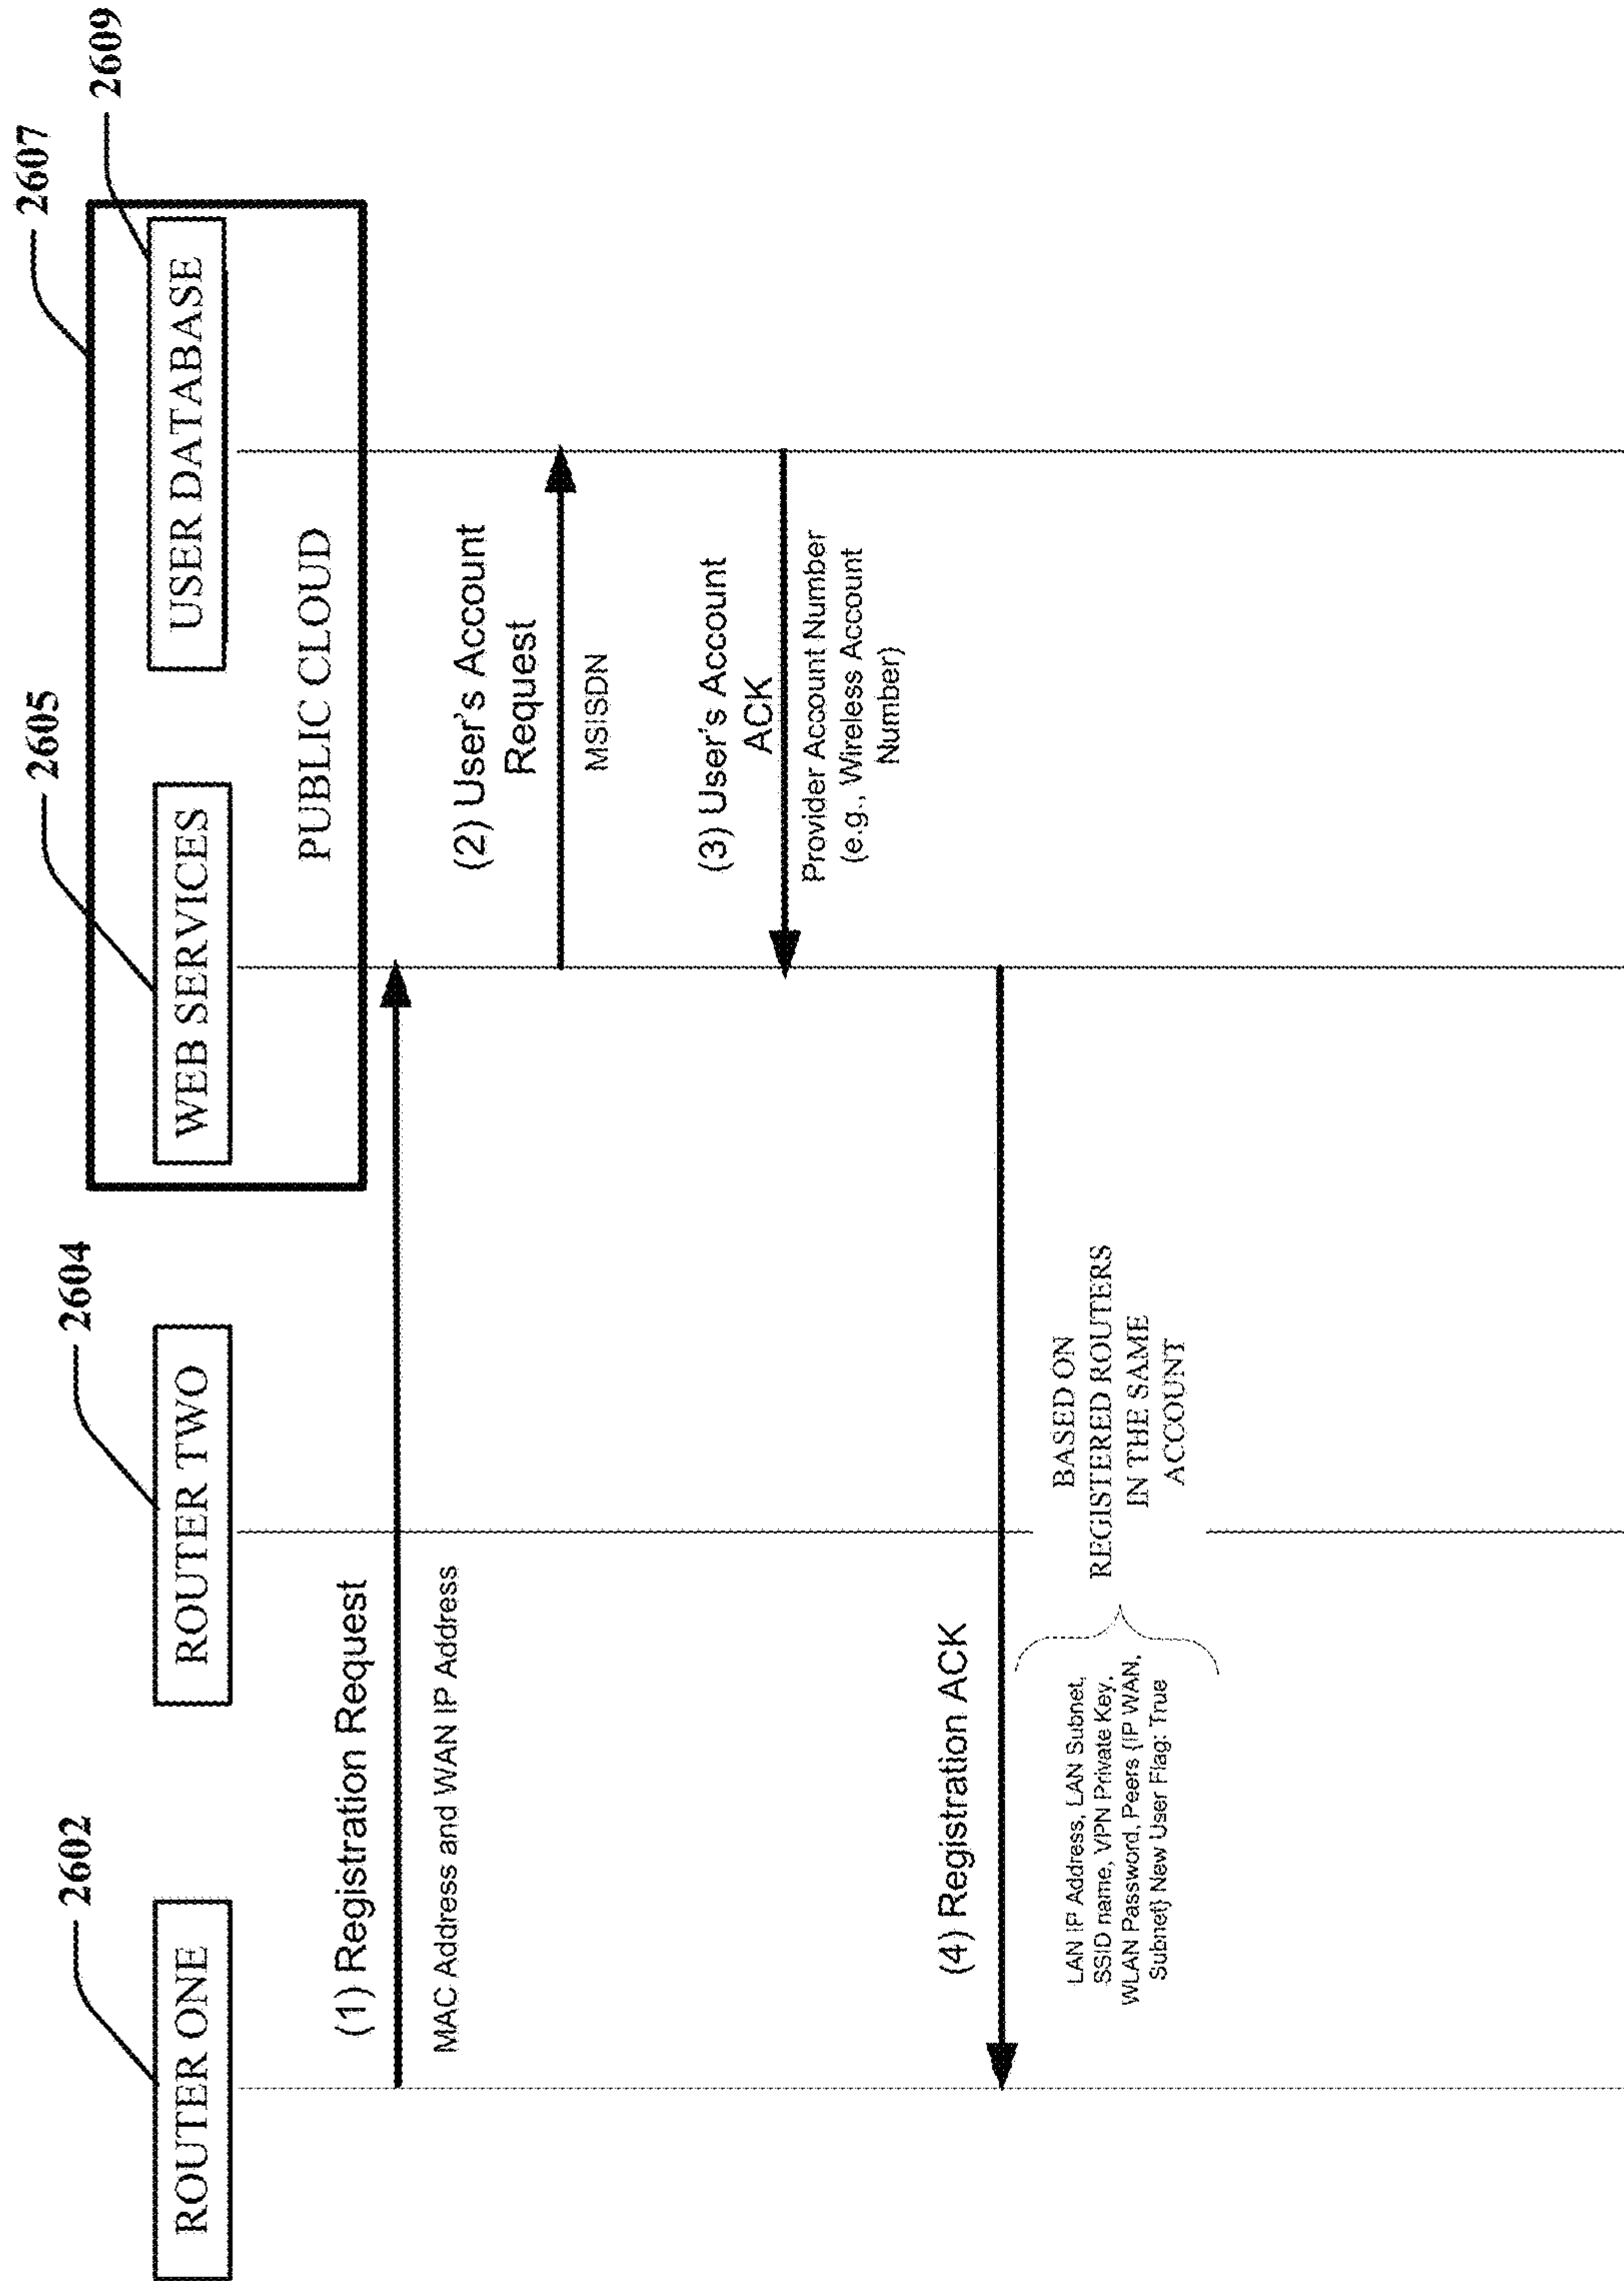 2602
2604
2605
2607
2609
ROUTER ONE
ROUTER TWO
WEB SERVICES
USER DATABASE
PUBLIC CLOUD
(1) Registration Request
MAC Address and WAN IP Address
(2) User's Account
Request
MSISDN
(3) User's Account
ACK
Provider Account Number
(e.g., Wireless Account
Number)
(4) Registration ACK
LAN IP Address, LAN Subnet,
SSID name, VPN Private Key,
WLAN Password, Peers {IP WAN,
Subnet} New User Flag: True
BASED ON
REGISTERED ROUTERS
IN THE SAME
ACCOUNT